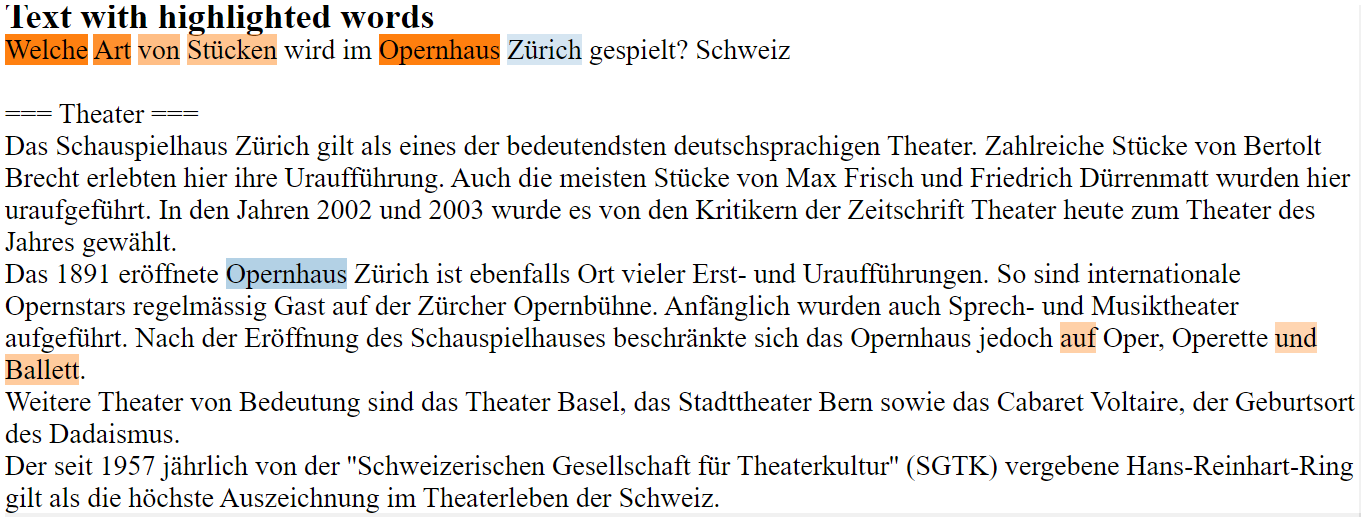 Text with highlighted words
Welche Art von Stücken wird im Opernhaus Zürich gespielt? Schweiz
=== Theater ===
Das Schauspielhaus Zürich gilt als eines der bedeutendsten deutschsprachigen Theater. Zahlreiche Stücke von Bertolt
Brecht erlebten hier ihre Uraufführung. Auch die meisten Stücke von Max Frisch und Friedrich Dürrenmatt wurden hier
uraufgeführt. In den Jahren 2002 und 2003 wurde es von den Kritikern der Zeitschrift Theater heute zum Theater des
Jahres gewählt.
Das 1891 eröffnete Opernhaus Zürich ist ebenfalls Ort vieler Erst- und Uraufführungen. So sind internationale
Opernstars regelmässig Gast auf der Zürcher Opernbühne. Anfänglich wurden auch Sprech- und Musiktheater
aufgeführt. Nach der Eröffnung des Schauspielhauses beschränkte sich das Opernhaus jedoch auf Oper, Operette und
Ballett.
Weitere Theater von Bedeutung sind das Theater Basel, das Stadttheater Bern sowie das Cabaret Voltaire, der Geburtsort
des Dadaismus.
Der seit 1957 jährlich von der "Schweizerischen Gesellschaft für Theaterkultur" (SGTK) vergebene Hans-Reinhart-Ring
gilt als die höchste Auszeichnung im Theaterleben der Schweiz.